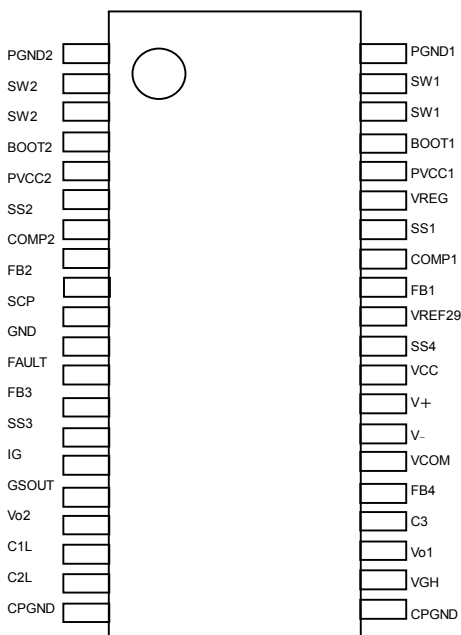 PGND2
SW2
SW2
BOOT2
PVCC2
SS2
COMP2
FB2
SCP
GND
FAULT
FB3
SS3
IG
GSOUT
Vo2
C1L
C2L
CPGND
PGND1
SW1
SW1
BOOT1
PVCC1
VREG
SS1
COMP1
FB1
VREF29
SS4
VCC
V+
V-
VCOM
FB4
C3
Vo1
VGH
CPGND